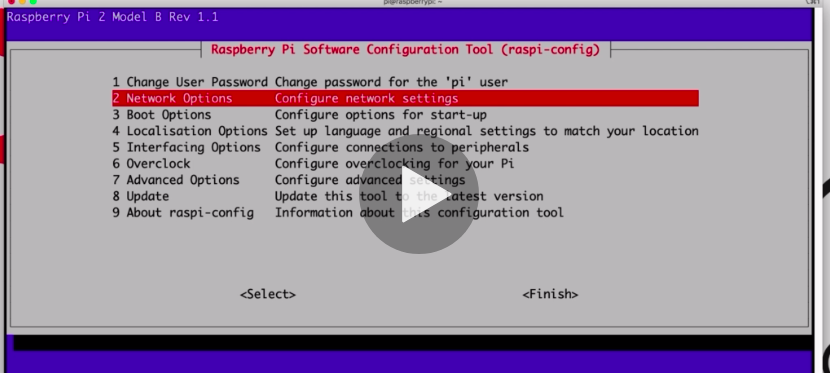 pi@raspberrypi: ~
Raspberry Pi 2 Model B Rev 1.1
Raspberry Pi Software Configuration Tool (raspi-config)
1 Change User Password Change password for the 'pi' user
2 Network Options Configure network settings
3 Boot Options Configure options for start-up
4 Localisation Options Set up language and regional settings to match your location
5 Interfacing Options Configure connections to peripherals
6 Overclock Configure overclocking for your Pi
7 Advanced Options Configure advanced settings
8 Update Update this tool to the latest version
9 About raspi-config Information about this configuration tool
<Select> <Finish>